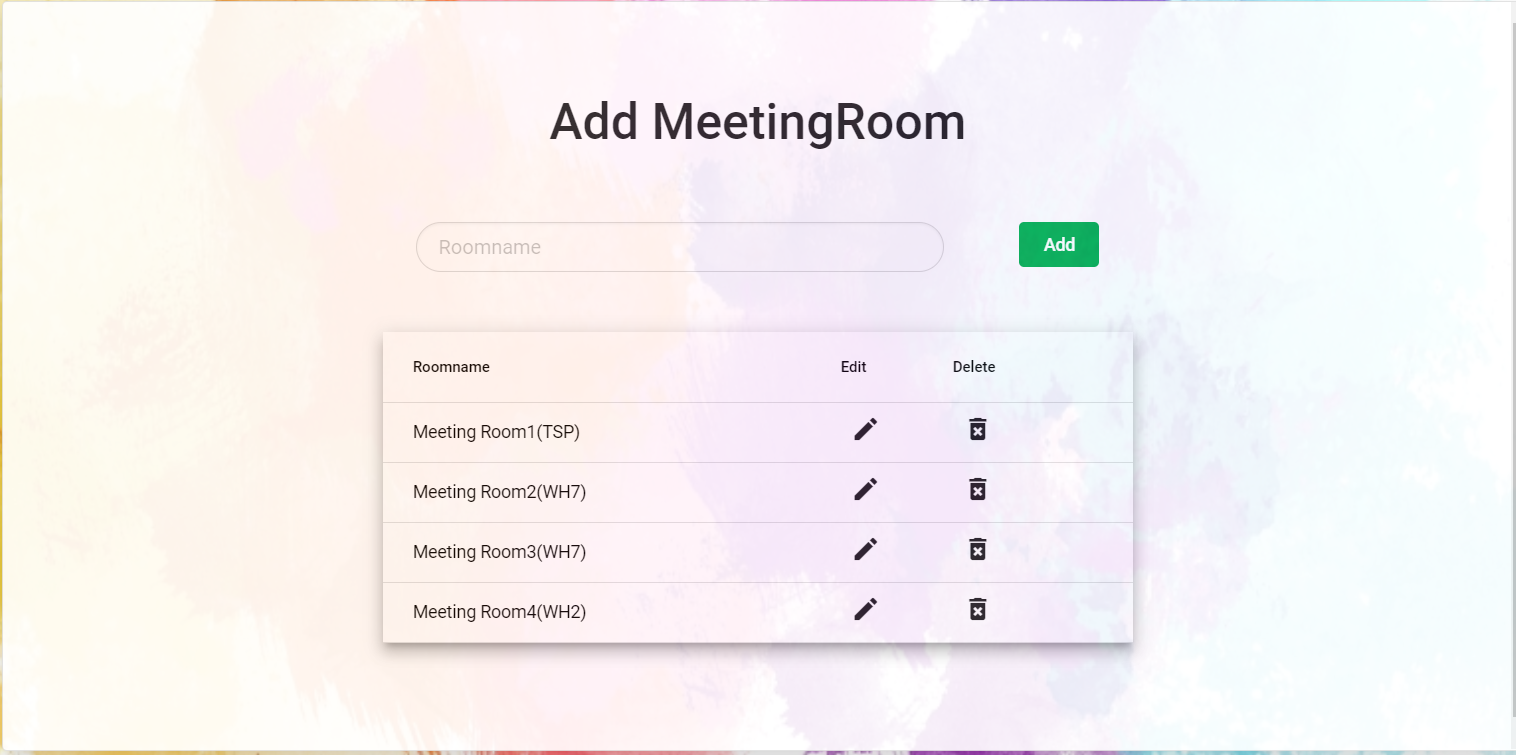 Add MeetingRoom
Roomname
Add
Roomname Edit Delete
Meeting Room1(TSP)
Meeting Room2(WH7)
Meeting Room3(WH7)
Meeting Room4(WH2)